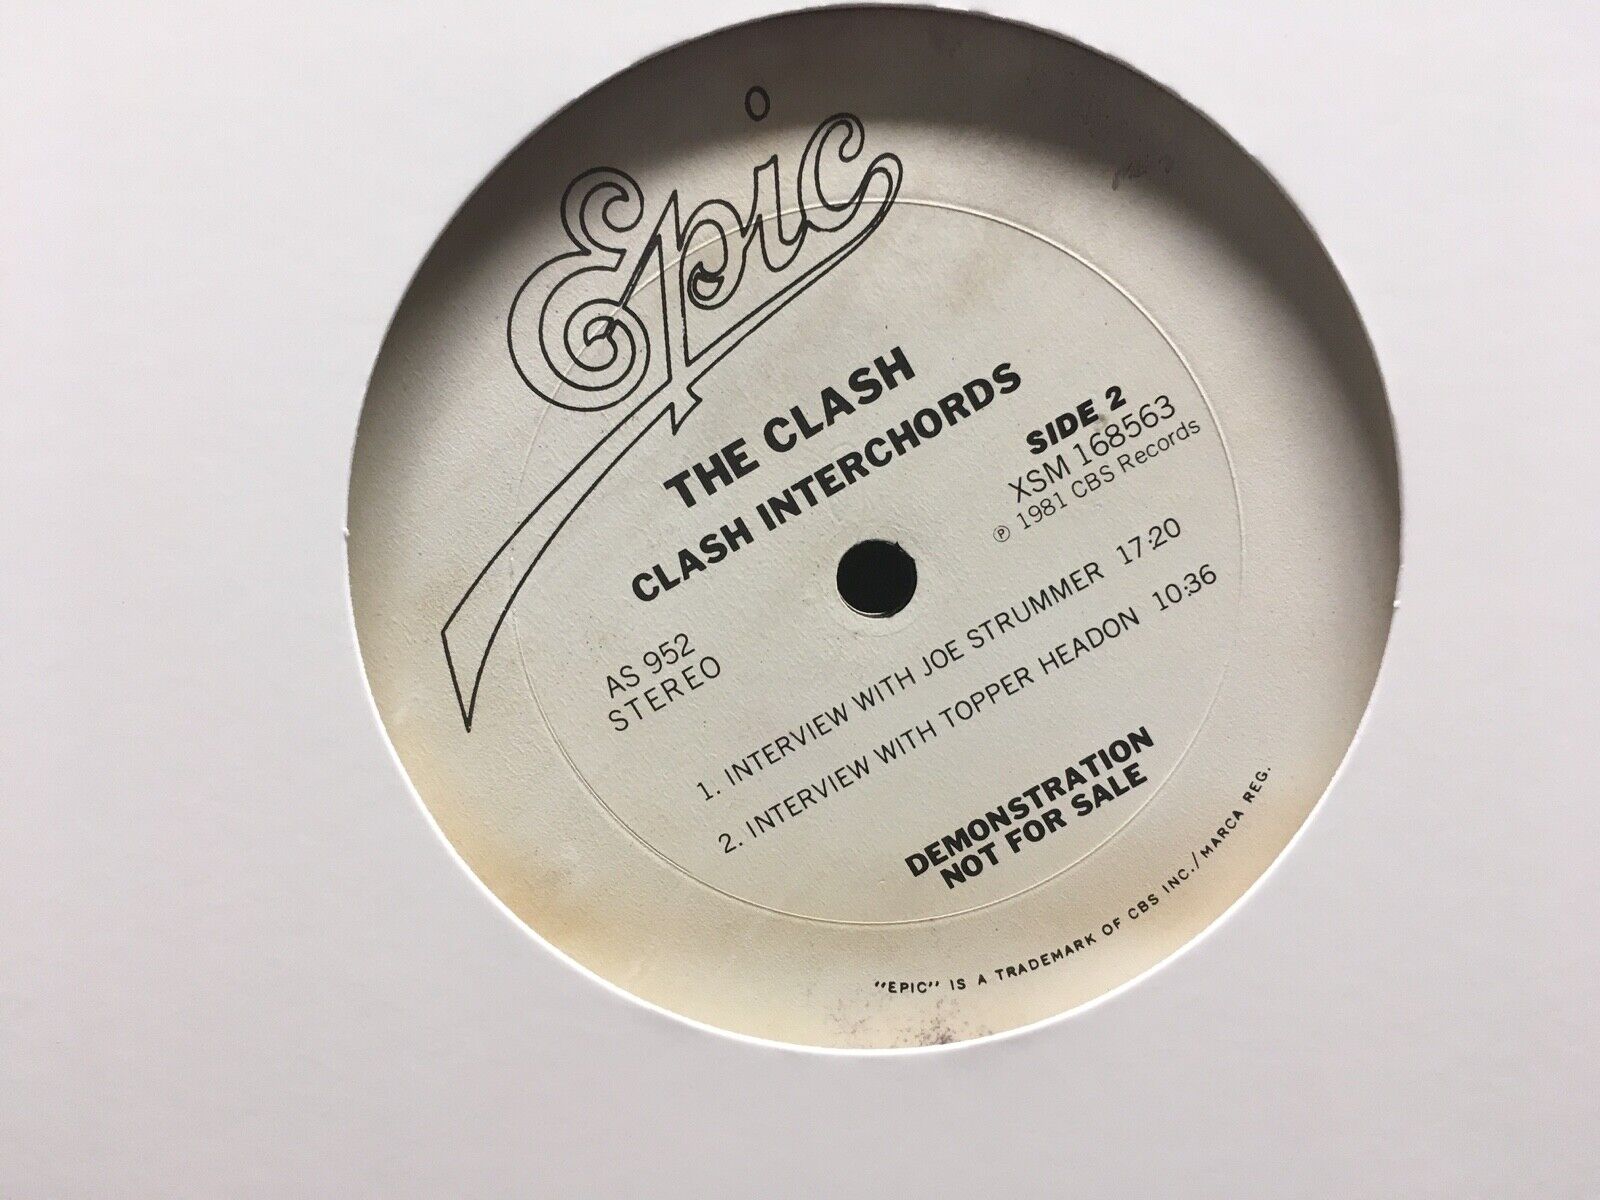 Epic
THE CLASH
CLASH INTERCHORDS
SIDE 2
XSM 168563
℗ 1981 CBS Records
AS 952
STEREO
1. INTERVIEW WITH JOE STRUMMER 17:20
2. INTERVIEW WITH TOPPER HEADON 10:36
DEMONSTRATION
NOT FOR SALE
"EPIC" IS A TRADEMARK OF CBS INC./MARCA REG.